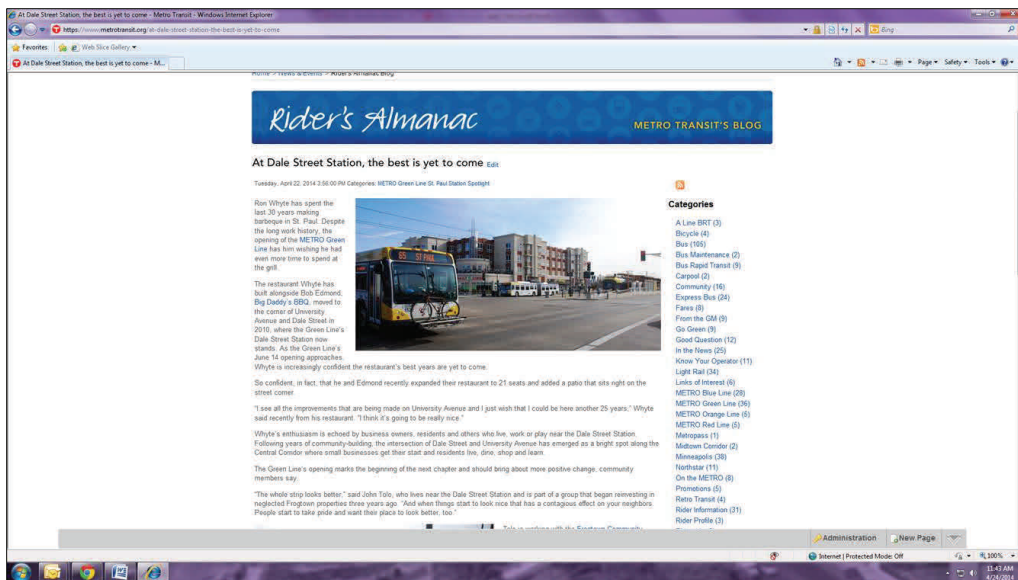 At Dale Street Station, the best is yet to come - Metro Transit - Windows Internet Explorer
https://www.metrotransit.org/at-dale-street-station-the-best-is-yet-to-come
Bing
Favorites
Web Slice Gallery
At Dale Street Station, the best is yet to come - M...
Page
Safety
Tools
Home > News & Events > Rider's Almanac Blog
Rider's Almanac
METRO TRANSIT'S BLOG
At Dale Street Station, the best is yet to come Edit
Tuesday, April 22, 2014 2:56:00 PM Categories: METRO Green Line St. Paul Station Spotlight
Ron Whyte has spent the
last 30 years making
barbeque in St. Paul. Despite
the long work history, the
opening of the METRO Green
Line has him wishing he had
even more time to spend at
the grill.
The restaurant Whyte has
built alongside Bob Edmond,
Big Daddy's BBQ, moved to
the corner of University
Avenue and Dale Street in
2010, where the Green Line's
Dale Street Station now
stands. As the Green Line's
June 14 opening approaches,
Whyte is increasingly confident the restaurant's best years are yet to come.
65 ST PAUL
So confident, in fact, that he and Edmond recently expanded their restaurant to 21 seats and added a patio that sits right on the
street corner.
"I see all the improvements that are being made on University Avenue and I just wish that I could be here another 25 years," Whyte
said recently from his restaurant. "I think it's going to be really nice."
Whyte's enthusiasm is echoed by business owners, residents and others who live, work or play near the Dale Street Station.
Following years of community-building, the intersection of Dale Street and University Avenue has emerged as a bright spot along the
Central Corridor where small businesses get their start and residents live, dine, shop and learn.
The Green Line's opening marks the beginning of the next chapter and should bring about more positive change, community
members say.
"The whole strip looks better," said John Tolo, who lives near the Dale Street Station and is part of a group that began reinvesting in
neglected Frogtown properties three years ago. "And when things start to look nice that has a contagious effect on your neighbors.
People start to take pride and want their place to look better, too."
Tolo is working with the Frogtown Community
Categories
A Line BRT (3)
Bicycle (4)
Bus (105)
Bus Maintenance (2)
Bus Rapid Transit (9)
Carpool (2)
Community (16)
Express Bus (24)
Fares (8)
From the GM (9)
Go Green (9)
Good Question (12)
In the News (25)
Know Your Operator (11)
Light Rail (34)
Links of Interest (6)
METRO Blue Line (28)
METRO Green Line (36)
METRO Orange Line (5)
METRO Red Line (5)
Metropass (1)
Midtown Corridor (2)
Minneapolis (38)
Northstar (11)
On the METRO (8)
Promotions (5)
Retro Transit (4)
Rider Information (31)
Rider Profile (3)
Administration
New Page
Internet | Protected Mode: Off
100%
11:43 AM
4/24/2014